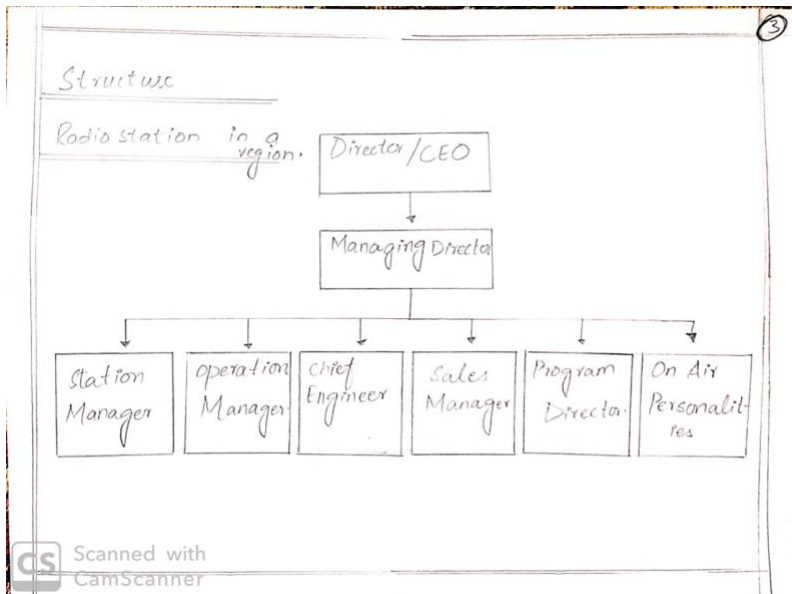 3
Structure
Radio station in a
region.
Director/CEO
Managing Director
Station
Manager
operation
Manager
Chief
Engineer
Sales
Manager
Program
Director.
On Air
Personalit-
ies
CS Scanned with
CamScanner